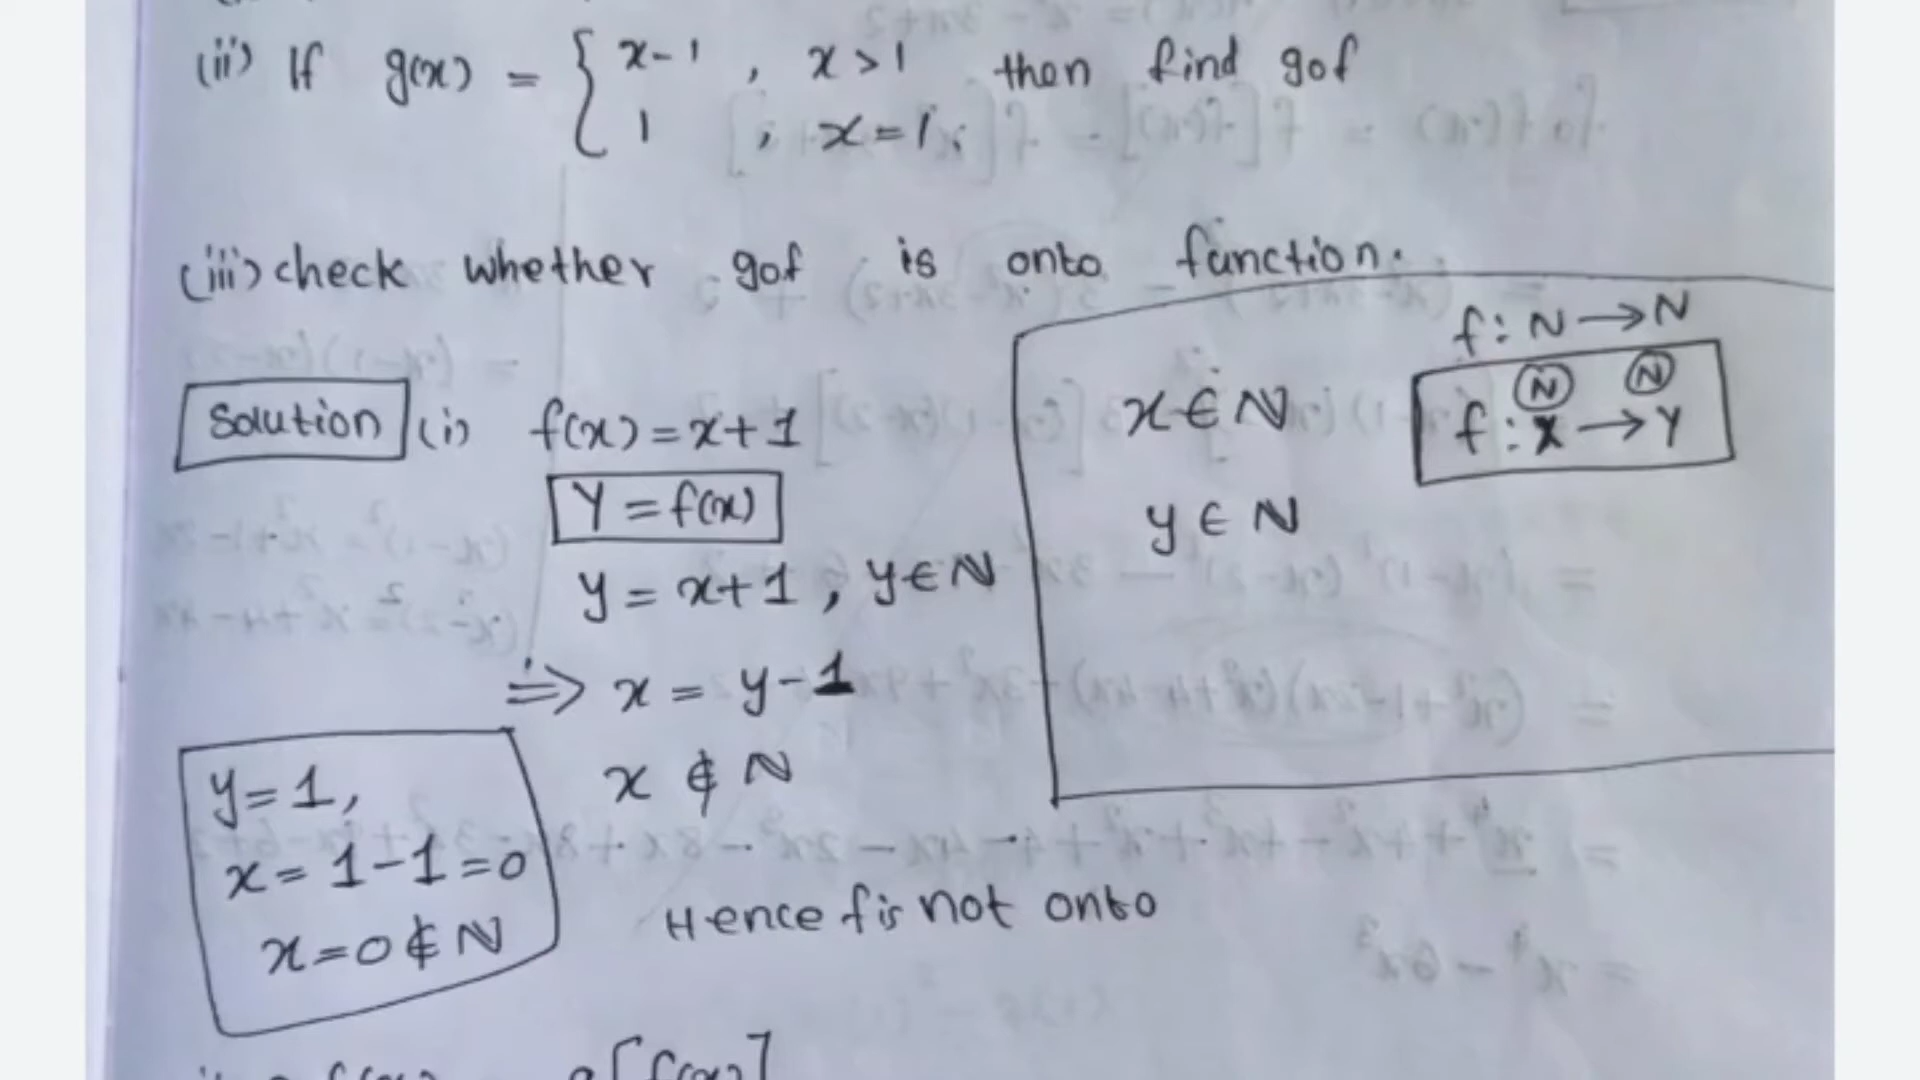 (ii) If g(x) = { x-1 , x>1 then find gof
1 , x=1.
(iii) check whether gof is onto function.
Solution (i) f(x) = x+1
Y = f(x)
y = x+1, y∈N
⇒ x = y-1
x ∉ N
y=1,
x= 1-1=0
x=0∉N
Hence f is not onto
f: N→N
N N
f: X→Y
x∈N
y∈N
g[f(x)]